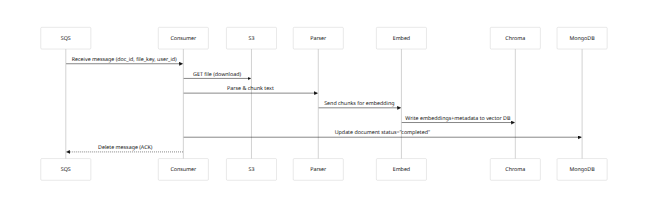 SQS Consumer S3 Parser Embed Chroma MongoDB
Receive message (doc_id, file_key, user_id)
GET file (download)
Parse & chunk text
Send chunks for embedding
Write embeddings+metadata to vector DB
Update document status="completed"
Delete message (ACK)
SQS Consumer S3 Parser Embed Chroma MongoDB